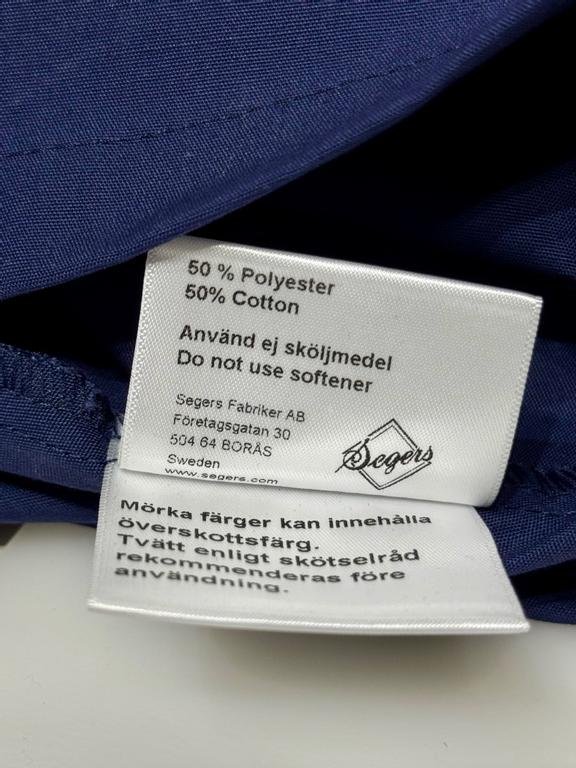 50 % Polyester
50% Cotton
Använd ej sköljmedel
Do not use softener
Segers Fabriker AB
Företagsgatan 30
504 64 BORÅS
Sweden
www.segers.com
Segers
Mörka färger kan innehålla
överskottsfärg.
Tvätt enligt skötselråd
rekommenderas före
användning.